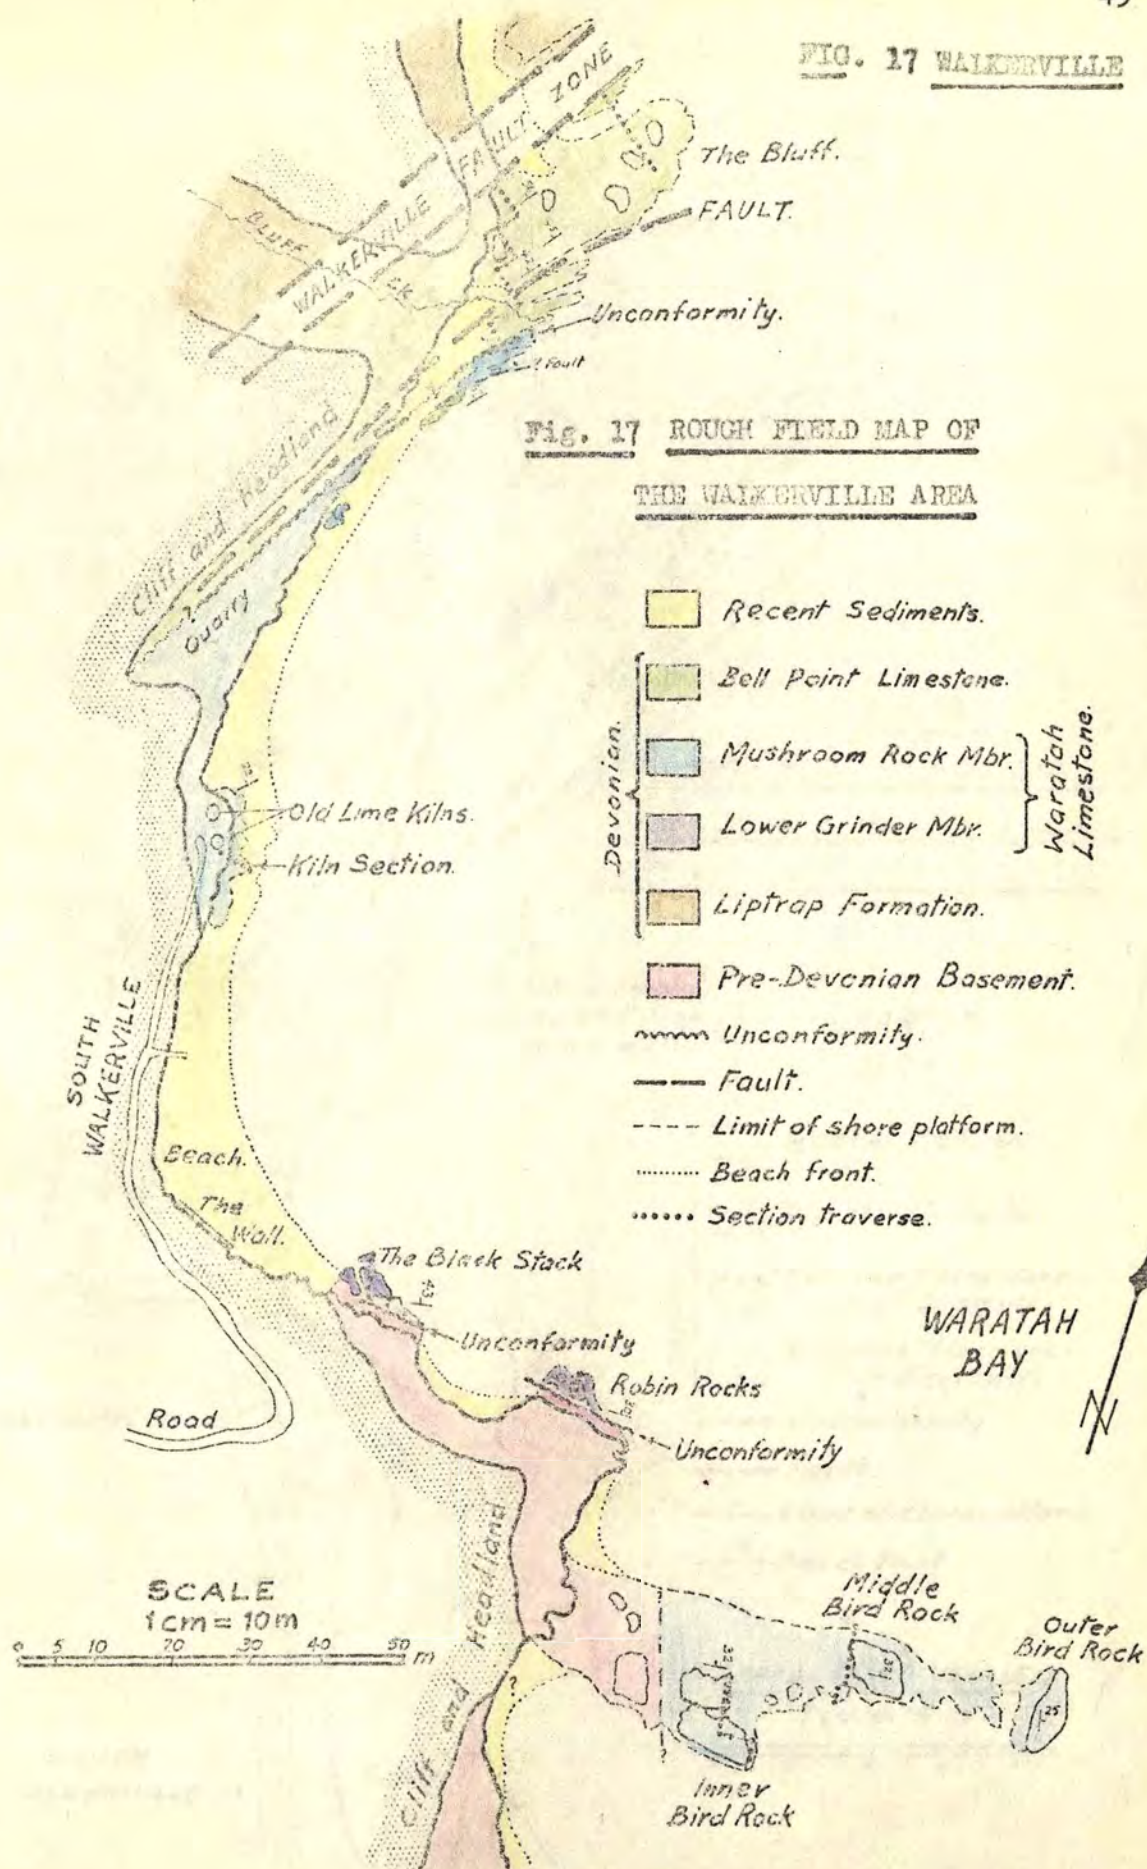 FIG. 17 WALKERVILLE
WALKERVILLE FAULT ZONE
The Bluff.
FAULT.
BLUFF
CK
Unconformity.
? Fault
Fig. 17 ROUGH FIELD MAP OF
THE WALKERVILLE AREA
Cliff and Headland
?
Quarry
Recent Sediments.
Bell Point Limestone.
Mushroom Rock Mbr.
Lower Grinder Mbr.
Waratah
Limestone.
Liptrap Formation.
Devonian.
Pre-Devonian Basement.
Unconformity.
Fault.
Limit of shore platform.
Beach front.
Section traverse.
Old Lime Kilns.
Kiln Section.
SOUTH
WALKERVILLE
Beach.
The
Wall.
The Black Stack
Unconformity
Robin Rocks
Unconformity
Road
WARATAH
BAY
N
Cliff and Headland
SCALE
1cm = 10m
0 5 10 20 30 40 50 m
Middle
Bird Rock
Outer
Bird Rock
?
25
?
Inner
Bird Rock